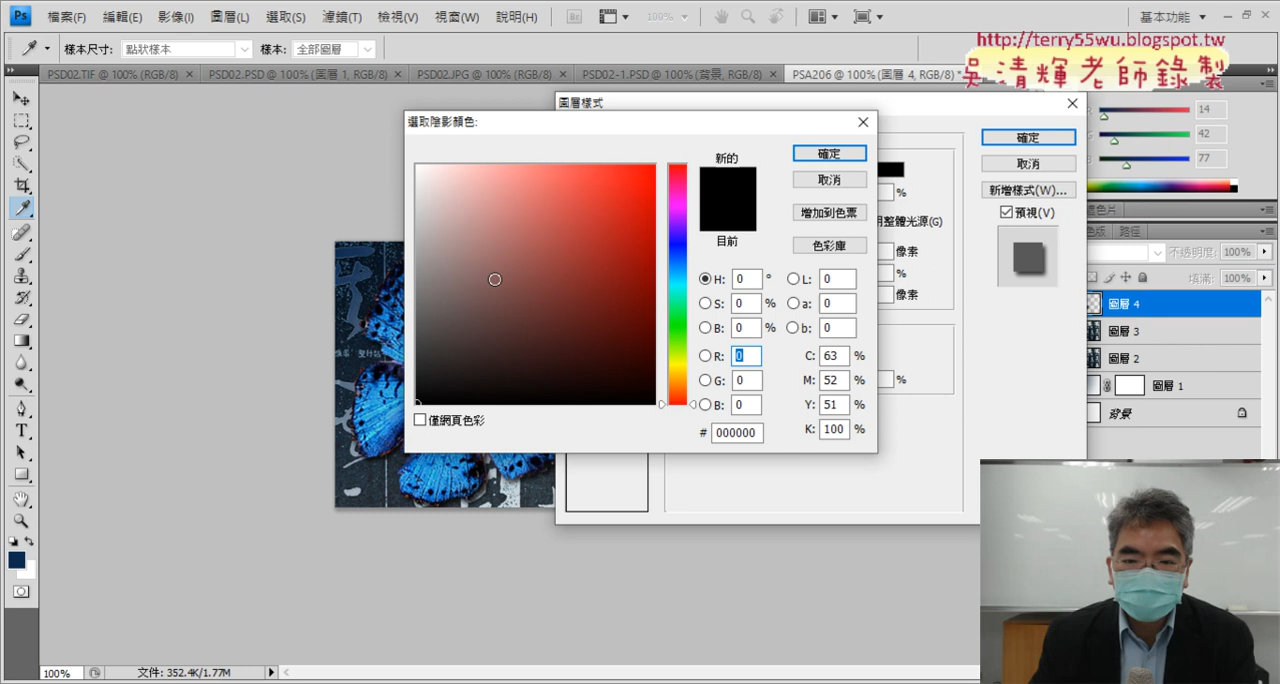 Ps 檔案(F) 編輯(E) 影像(I) 圖層(L) 選取(S) 濾鏡(T) 檢視(V) 視窗(W) 說明(H) Br 100% 基本功能
http://terry55wu.blogspot.tw
樣本尺寸: 點狀樣本 樣本: 全部圖層
吳清輝老師錄製
PSD02.TIF @ 100% (RGB/8) × PSD02.PSD @ 100% (圖層 1, RGB/8) × PSD02.JPG @ 100% (RGB/8) × PSD02-1.PSD @ 100% (背景, RGB/8) × PSA206 @ 100% (圖層 4, RGB/8) *
圖層樣式
選取陰影顏色:
新的
目前
確定
取消
增加到色票
色彩庫
H: 0 ° L: 0
S: 0 % a: 0
B: 0 % b: 0
R: 0 C: 63 %
G: 0 M: 52 %
B: 0 Y: 51 %
# 000000 K: 100 %
僅網頁色彩
%
用整體光源(G)
像素
%
像素
%
確定
取消
新增樣式(W)...
預視(V)
14
42
77
色版 路徑
不透明度: 100%
填滿: 100%
圖層 4
圖層 3
圖層 2
圖層 1
背景
100% 文件: 352.4K/1.77M